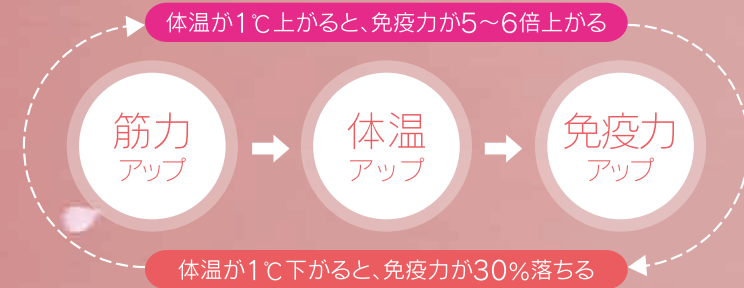 体温が1℃上がると、免疫力が5～6倍上がる
筋力
アップ
体温
アップ
免疫力
アップ
体温が1℃下がると、免疫力が30%落ちる